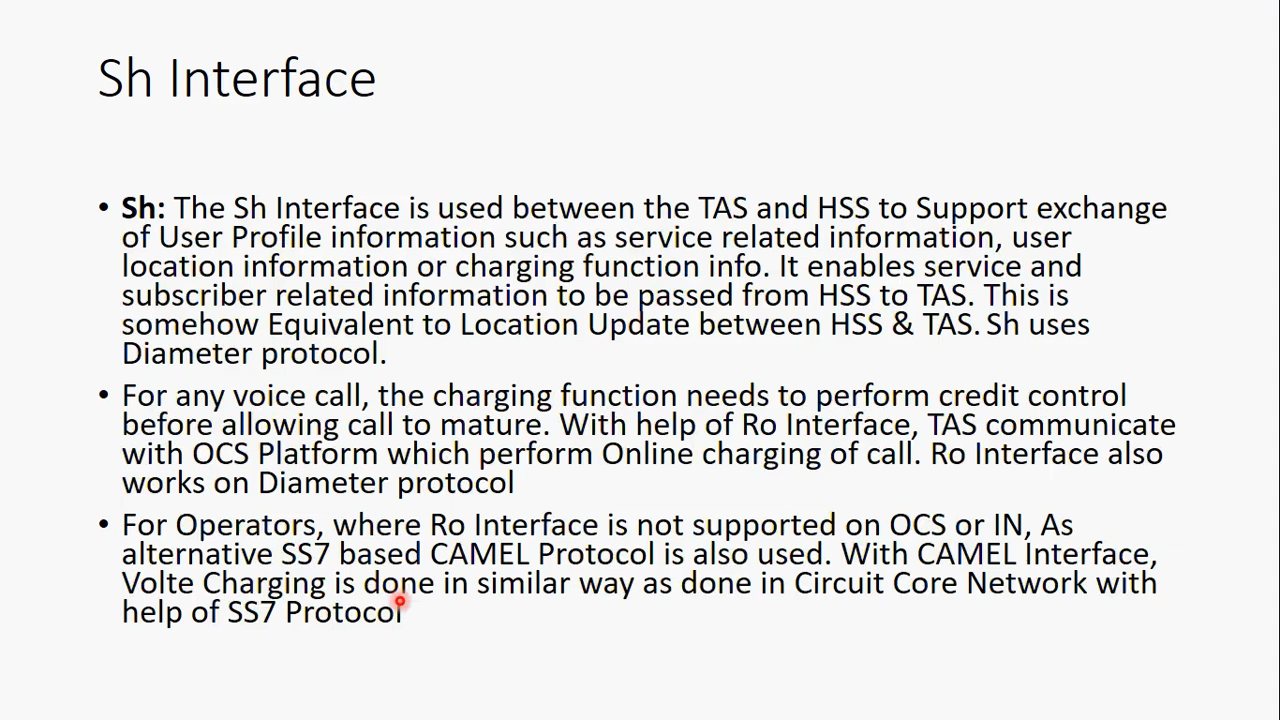 Sh Interface
• Sh: The Sh Interface is used between the TAS and HSS to Support exchange
of User Profile information such as service related information, user
location information or charging function info. It enables service and
subscriber related information to be passed from HSS to TAS. This is
somehow Equivalent to Location Update between HSS & TAS. Sh uses
Diameter protocol.
• For any voice call, the charging function needs to perform credit control
before allowing call to mature. With help of Ro Interface, TAS communicate
with OCS Platform which perform Online charging of call. Ro Interface also
works on Diameter protocol
• For Operators, where Ro Interface is not supported on OCS or IN, As
alternative SS7 based CAMEL Protocol is also used. With CAMEL Interface,
Volte Charging is done in similar way as done in Circuit Core Network with
help of SS7 Protocol